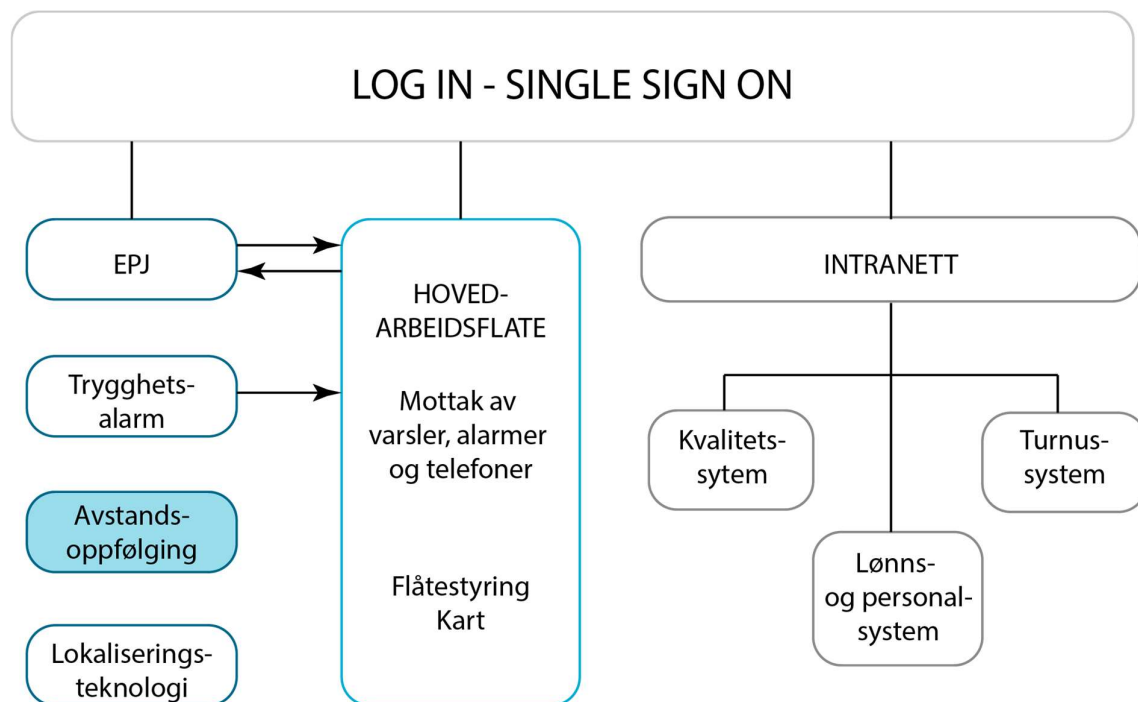 LOG IN - SINGLE SIGN ON
EPJ
HOVED-
ARBEIDSFLATE
Mottak av
varsler, alarmer
og telefoner
Flåtestyring
Kart
Trygghets-
alarm
Avstands-
oppfølging
Lokaliserings-
teknologi
INTRANETT
Kvalitets-
sytem
Turnus-
system
Lønns-
og personal-
system